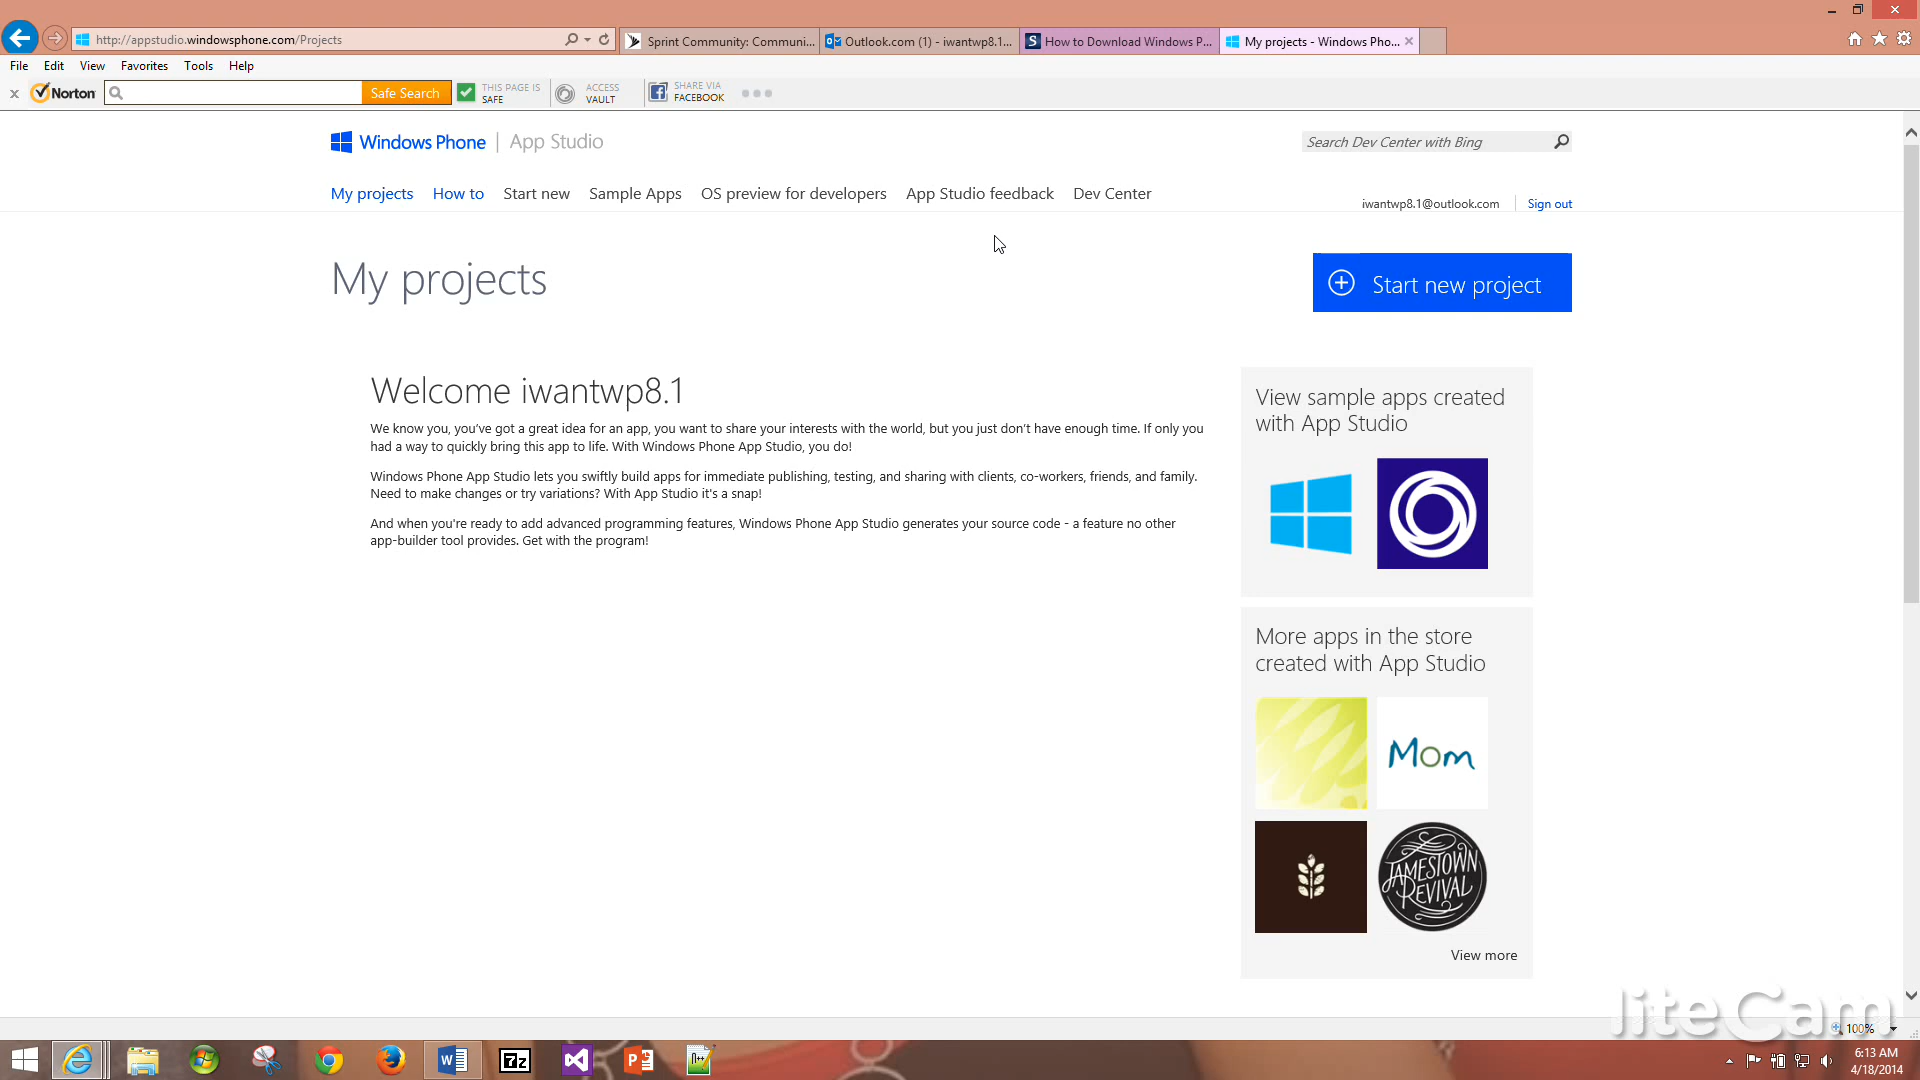 http://appstudio.windowsphone.com/Projects
Sprint Community: Communi...
Outlook.com (1) - iwantwp8.1...
How to Download Windows P...
My projects - Windows Pho...
File Edit View Favorites Tools Help
Norton
Safe Search
THIS PAGE IS
SAFE
ACCESS
VAULT
SHARE VIA
FACEBOOK
Windows Phone | App Studio
Search Dev Center with Bing
My projects How to Start new Sample Apps OS preview for developers App Studio feedback Dev Center
iwantwp8.1@outlook.com Sign out
My projects
Start new project
Welcome iwantwp8.1
We know you, you’ve got a great idea for an app, you want to share your interests with the world, but you just don’t have enough time. If only you
had a way to quickly bring this app to life. With Windows Phone App Studio, you do!
Windows Phone App Studio lets you swiftly build apps for immediate publishing, testing, and sharing with clients, co-workers, friends, and family.
Need to make changes or try variations? With App Studio it's a snap!
And when you're ready to add advanced programming features, Windows Phone App Studio generates your source code - a feature no other
app-builder tool provides. Get with the program!
View sample apps created
with App Studio
More apps in the store
created with App Studio
Mom
JAMESTOWN
REVIVAL
View more
liteCam
100%
7z
6:13 AM
4/18/2014